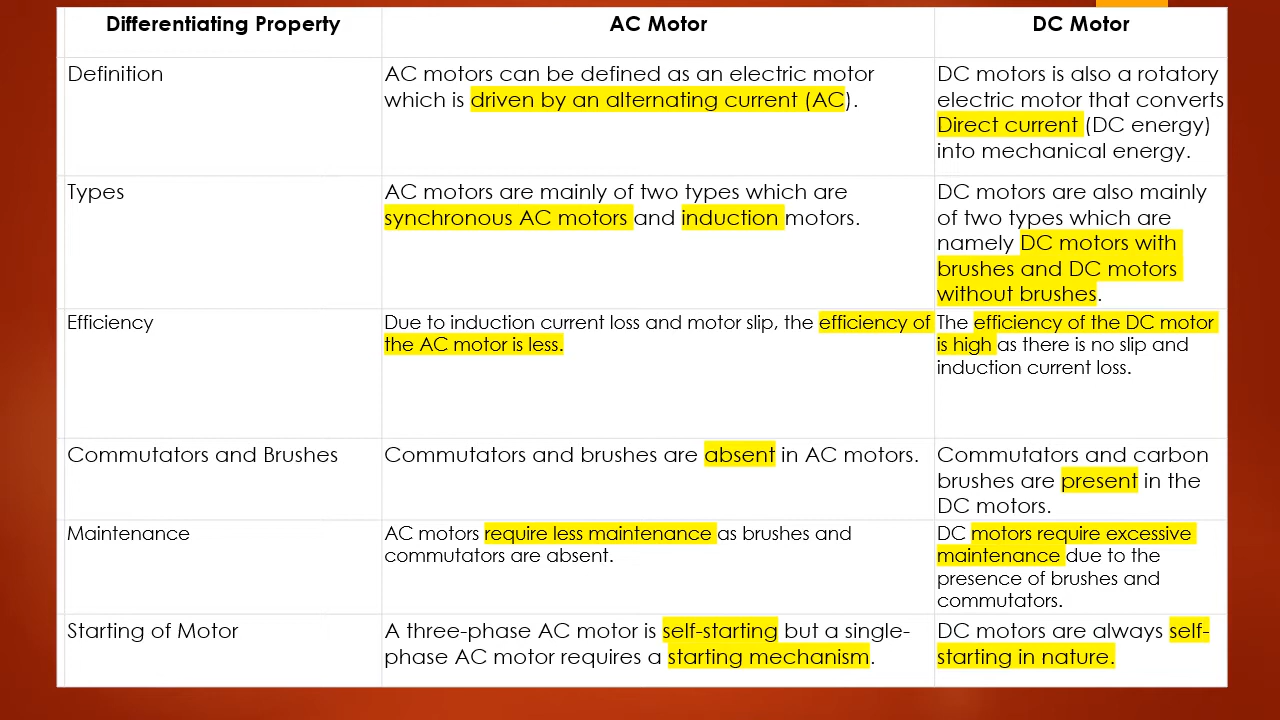 Differentiating Property
AC Motor
DC Motor
Definition
AC motors can be defined as an electric motor
which is driven by an alternating current (AC).
DC motors is also a rotatory
electric motor that converts
Direct current (DC energy)
into mechanical energy.
Types
AC motors are mainly of two types which are
synchronous AC motors and induction motors.
DC motors are also mainly
of two types which are
namely DC motors with
brushes and DC motors
without brushes.
Efficiency
Due to induction current loss and motor slip, the efficiency of
the AC motor is less.
The efficiency of the DC motor
is high as there is no slip and
induction current loss.
Commutators and Brushes
Commutators and brushes are absent in AC motors.
Commutators and carbon
brushes are present in the
DC motors.
Maintenance
AC motors require less maintenance as brushes and
commutators are absent.
DC motors require excessive
maintenance due to the
presence of brushes and
commutators.
Starting of Motor
A three-phase AC motor is self-starting but a single-
phase AC motor requires a starting mechanism.
DC motors are always self-
starting in nature.